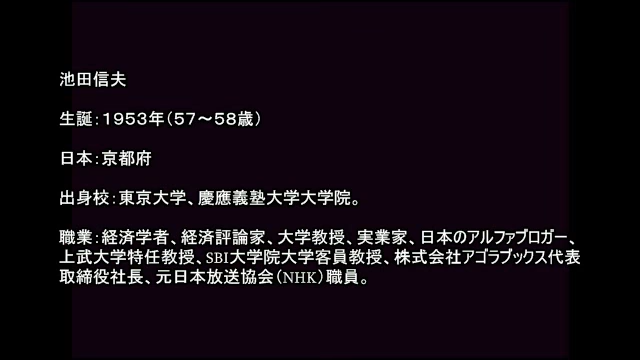 池田信夫
生誕：１９５３年（５７～５８歳）
日本：京都府
出身校：東京大学、慶應義塾大学大学院。
職業：経済学者、経済評論家、大学教授、実業家、日本のアルファブロガー、
上武大学特任教授、SBI大学院大学客員教授、株式会社アゴラブックス代表
取締役社長、元日本放送協会（NHK）職員。